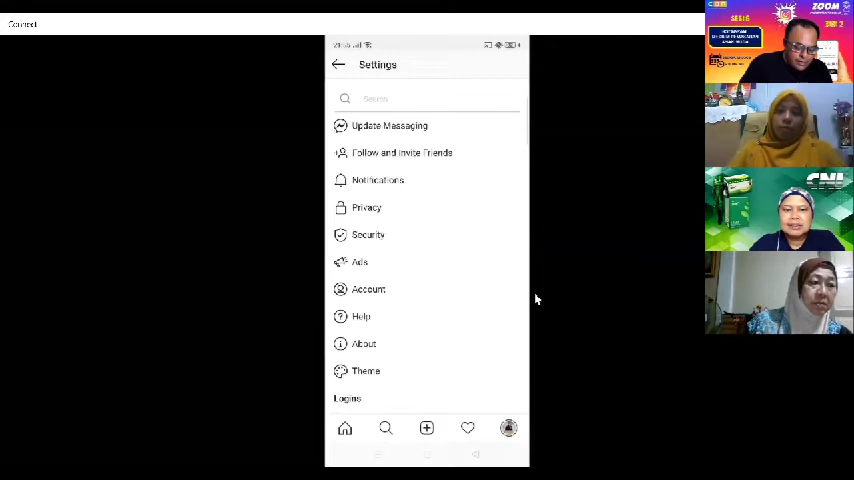 Connect
Settings
Search
Update Messaging
Follow and Invite Friends
Notifications
Privacy
Security
Ads
Account
Help
About
Theme
Logins
ZOOM
SESI 6
CNI